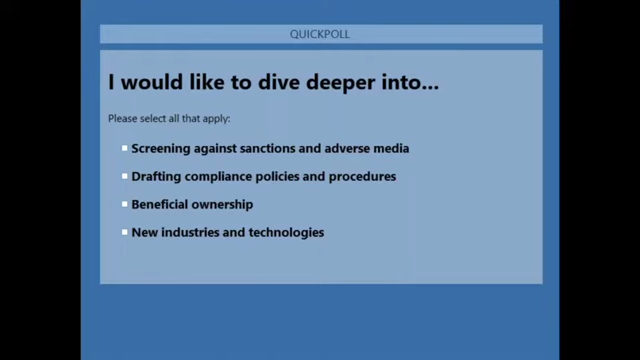 QUICKPOLL
I would like to dive deeper into...
Please select all that apply:
Screening against sanctions and adverse media
Drafting compliance policies and procedures
Beneficial ownership
New industries and technologies